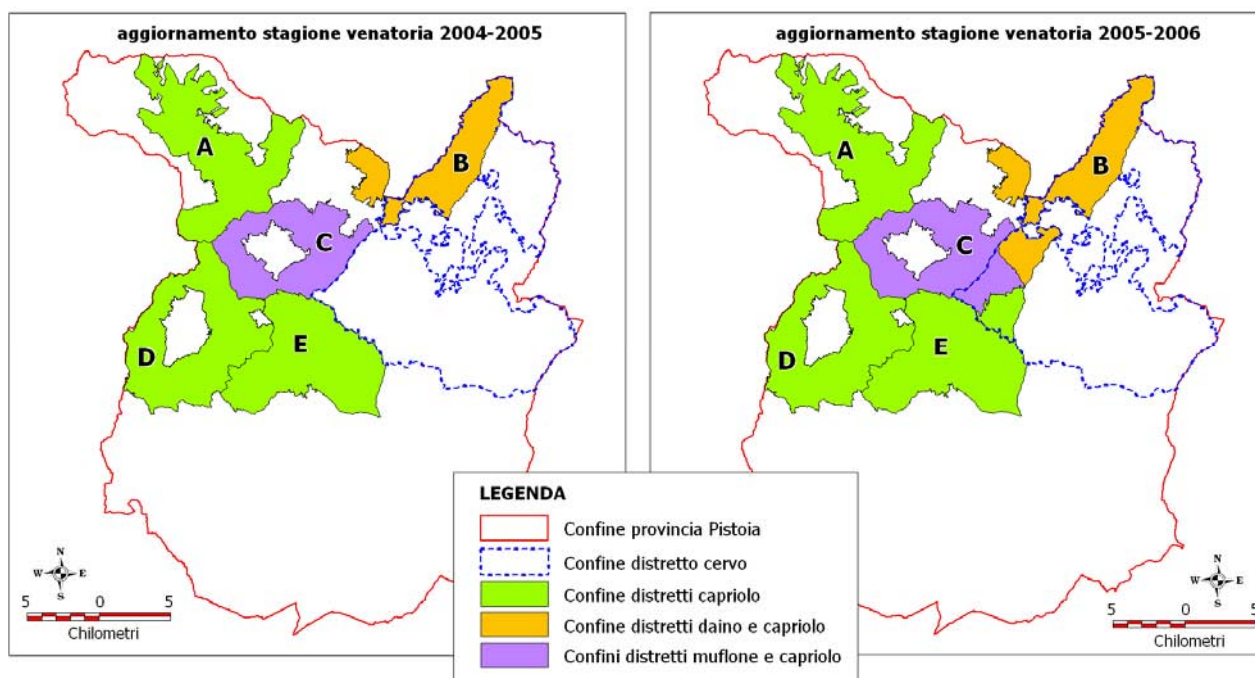 aggiornamento stagione venatoria 2004-2005
A
B
C
D
E
N
W E
S
5 0 5
Chilometri
aggiornamento stagione venatoria 2005-2006
A
B
C
D
E
N
W E
S
5 0 5
Chilometri
LEGENDA
Confine provincia Pistoia
Confine distretto cervo
Confine distretti capriolo
Confine distretti daino e capriolo
Confini distretti muflone e capriolo